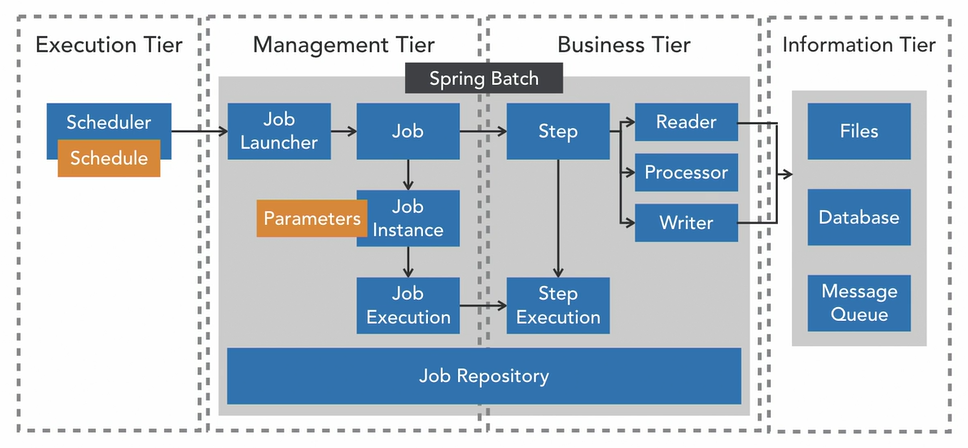 Execution Tier
Management Tier
Business Tier
Information Tier
Spring Batch
Scheduler
Schedule
Job
Launcher
Job
Step
Reader
Processor
Writer
Files
Database
Message
Queue
Parameters
Job
Instance
Job
Execution
Step
Execution
Job Repository